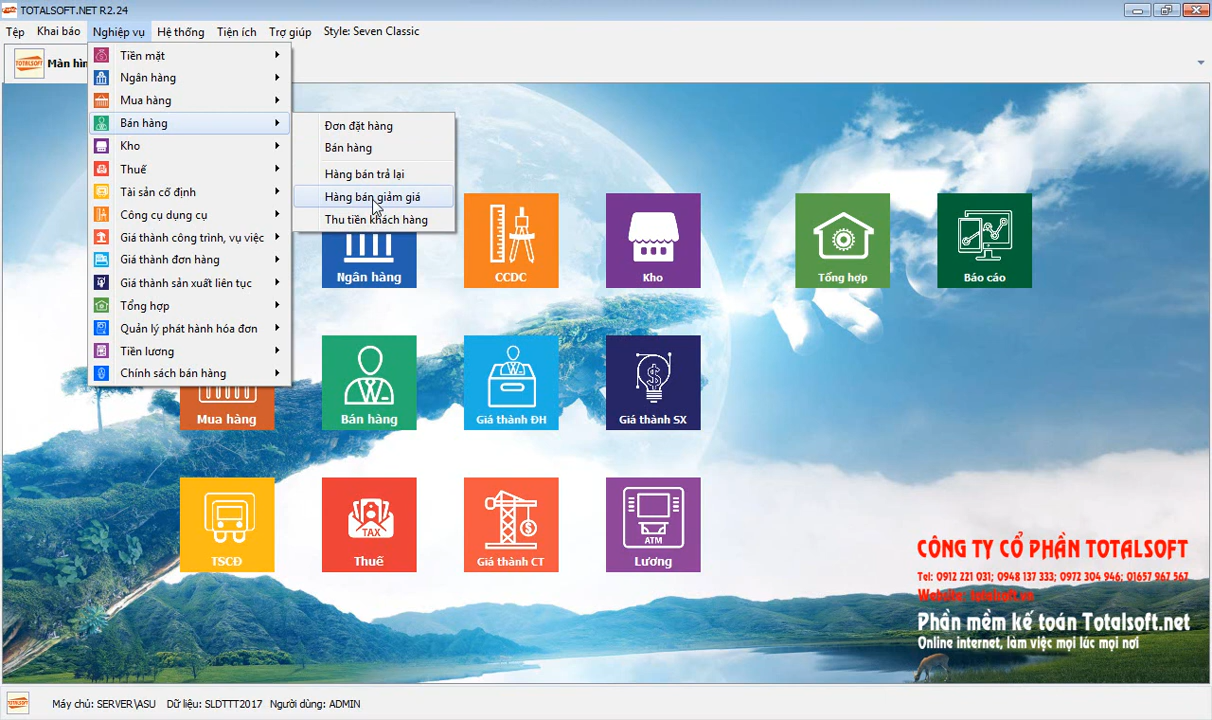 TOTALSOFT.NET R2.24
Tệp Khai báo Nghiệp vụ Hệ thống Tiện ích Trợ giúp Style: Seven Classic
TOTALSOFT Màn hìn
Tiền mặt
Ngân hàng
Mua hàng
Bán hàng
Kho
Thuế
Tài sản cố định
Công cụ dụng cụ
Giá thành công trình, vụ việc
Giá thành đơn hàng
Giá thành sản xuất liên tục
Tổng hợp
Quản lý phát hành hóa đơn
Tiền lương
Chính sách bán hàng
Đơn đặt hàng
Bán hàng
Hàng bán trả lại
Hàng bán giảm giá
Thu tiền khách hàng
Ngân hàng
CCDC
Kho
Tổng hợp
Báo cáo
Mua hàng
Bán hàng
Giá thành ĐH
Giá thành SX
TSCĐ
TAX
Thuế
Giá thành CT
ATM
Lương
CÔNG TY CỔ PHẦN TOTALSOFT
Tel: 0912 221 031; 0948 137 333; 0972 304 946; 01657 967 567
Website: totalsoft.vn
Phần mềm kế toán Totalsoft.net
Online internet, làm việc mọi lúc mọi nơi
Máy chủ: SERVER\ASU Dữ liệu: SLDTTT2017 Người dùng: ADMIN